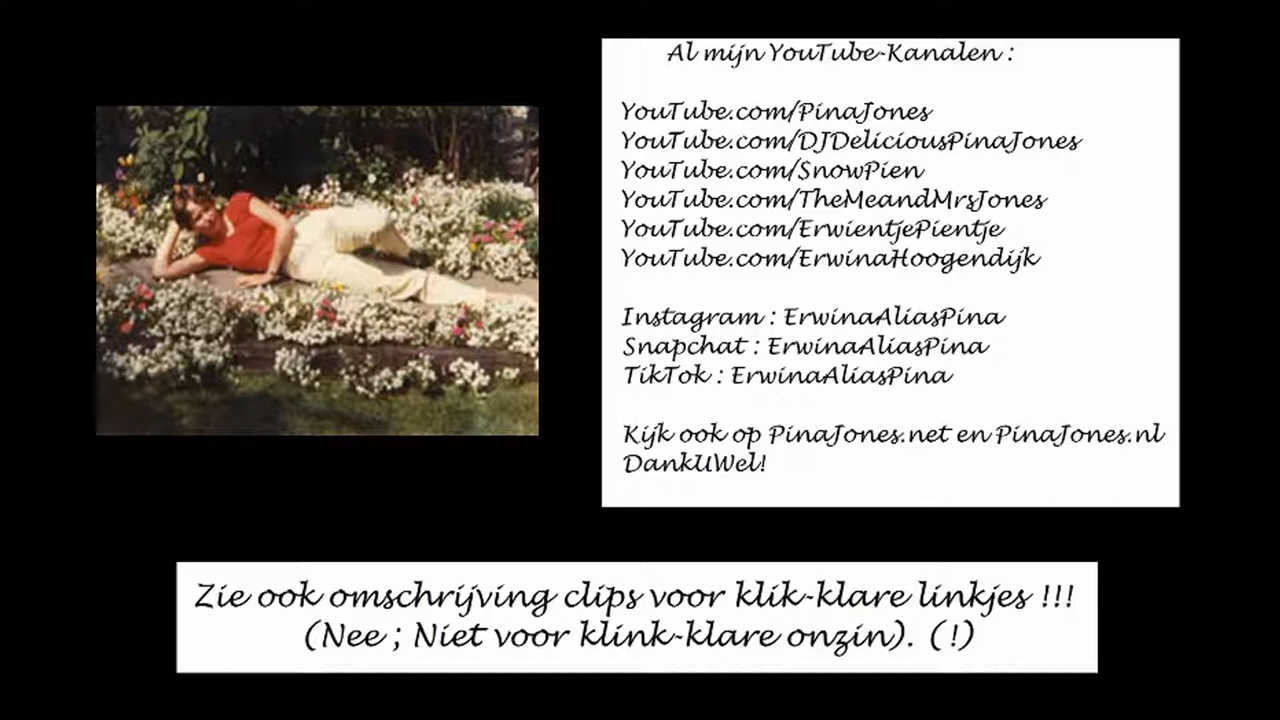 Al mijn YouTube-Kanalen :
YouTube.com/PinaJones
YouTube.com/DJDeliciousPinaJones
YouTube.com/SnowPien
YouTube.com/TheMeandMrsJones
YouTube.com/ErwientjePientje
YouTube.com/ErwinaHoogendijk
Instagram : ErwinaAliasPina
Snapchat : ErwinaAliasPina
TikTok : ErwinaAliasPina
Kijk ook op PinaJones.net en PinaJones.nl
DankUWel!
Zie ook omschrijving clips voor klik-klare linkjes !!!
(Nee ; Niet voor klink-klare onzin). (!)